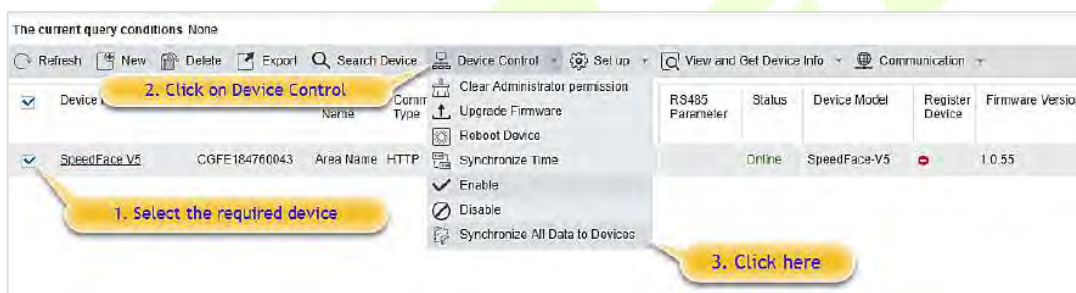 The current query conditions None
Refresh New Delete Export Search Device Device Control Set up View and Get Device Info Communication
2. Click on Device Control
Clear Administrator permission
Upgrade Firmware
Reboot Device
Synchronize Time
Enable
Disable
Synchronize All Data to Devices
Device Name Comm Type RS485 Parameter Status Device Model Register Device Firmware Versio
SpeedFace V5 CGFE184760043 Area Name HTTP Online SpeedFace-V5 1.0.55
1. Select the required device
3. Click here